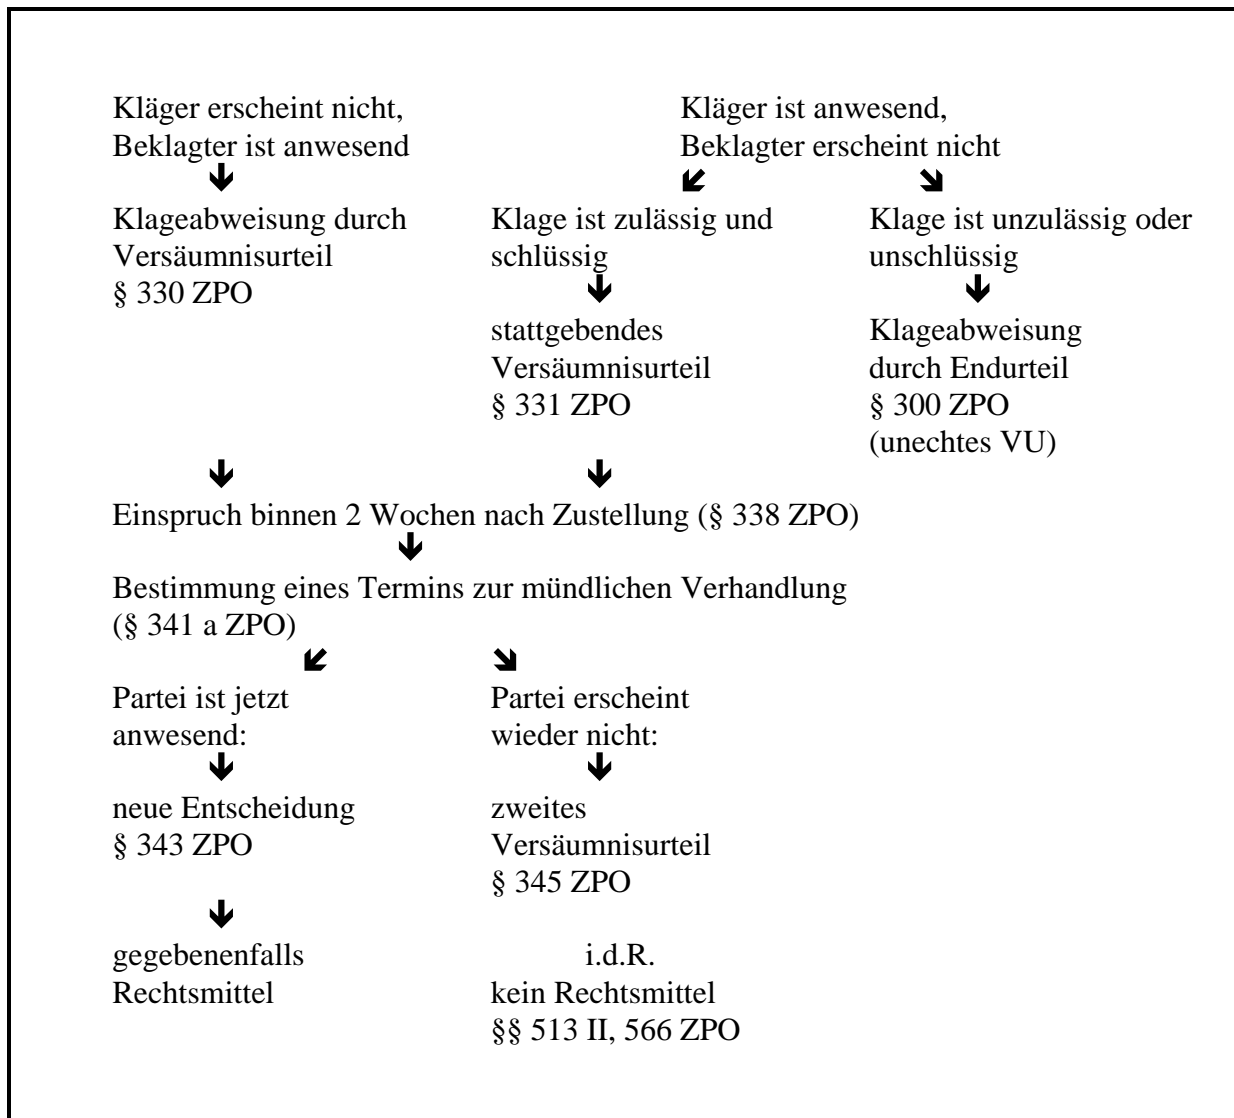 Kläger erscheint nicht,
Beklagter ist anwesend
Kläger ist anwesend,
Beklagter erscheint nicht
Klageabweisung durch
Versäumnisurteil
§ 330 ZPO
Klage ist zulässig und
schlüssig
Klage ist unzulässig oder
unschlüssig
stattgebendes
Versäumnisurteil
§ 331 ZPO
Klageabweisung
durch Endurteil
§ 300 ZPO
(unechtes VU)
Einspruch binnen 2 Wochen nach Zustellung (§ 338 ZPO)
Bestimmung eines Termins zur mündlichen Verhandlung
(§ 341 a ZPO)
Partei ist jetzt
anwesend:
Partei erscheint
wieder nicht:
neue Entscheidung
§ 343 ZPO
zweites
Versäumnisurteil
§ 345 ZPO
gegebenenfalls
Rechtsmittel
i.d.R.
kein Rechtsmittel
§§ 513 II, 566 ZPO